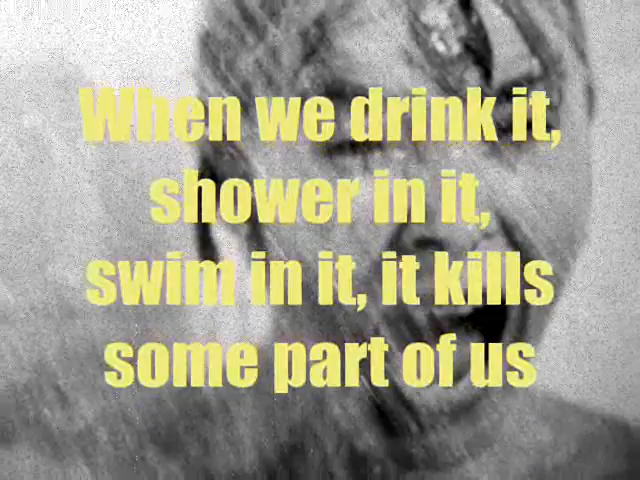 When we drink it,
shower in it,
swim in it, it kills
some part of us